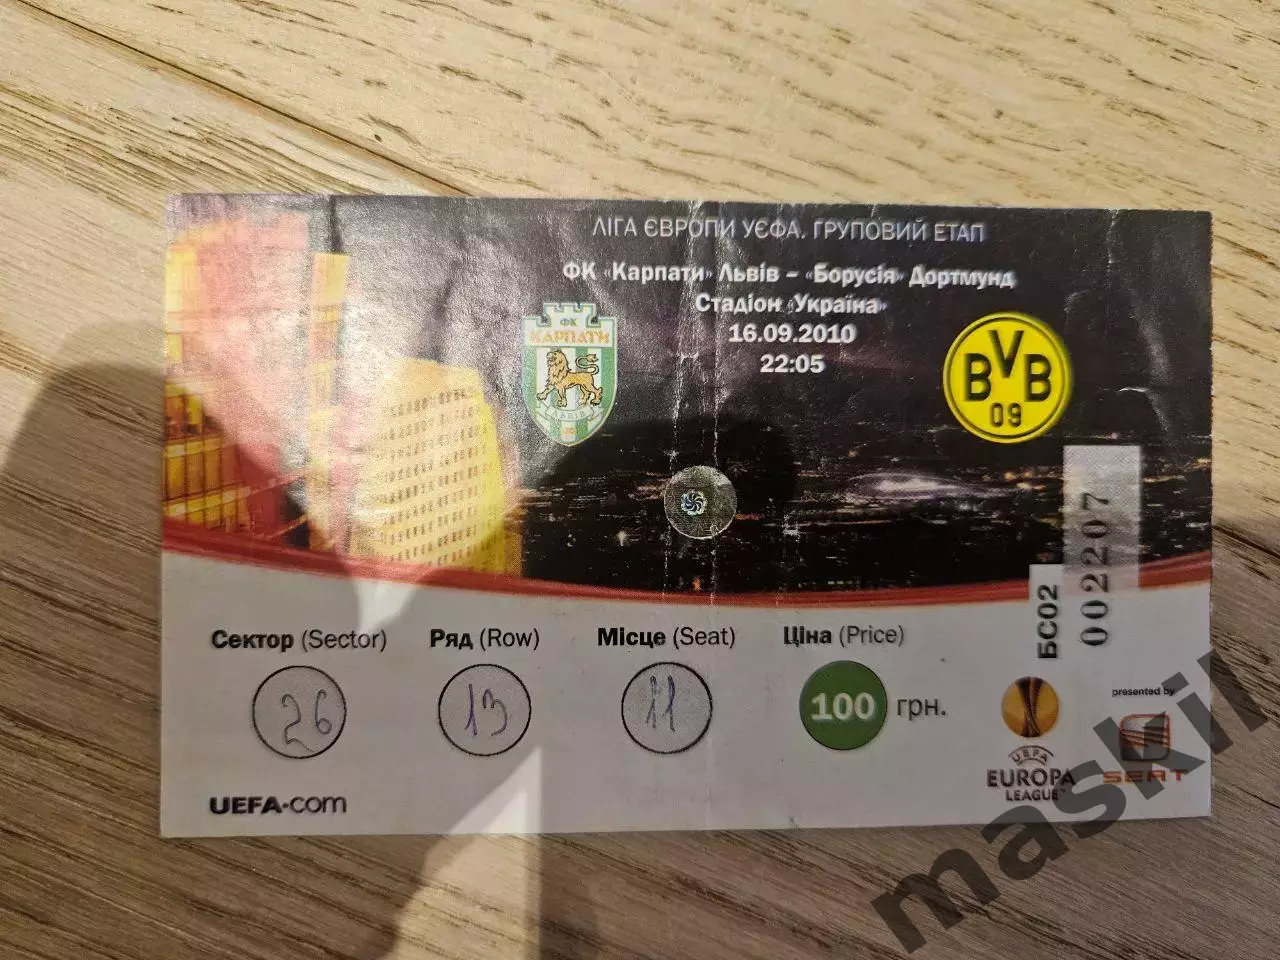 ЛІГА ЄВРОПИ УЄФА. ГРУПОВИЙ ЕТАП
ФК «Карпати» Львів – «Борусія» Дортмунд
Стадіон «Україна»
16.09.2010
22:05
ФК
КАРПАТИ
ЛЬВІВ
BVB
09
БС02
002207
Сектор (Sector)
Ряд (Row)
Місце (Seat)
Ціна (Price)
26
13
11
100 грн.
UEFA.com
UEFA
EUROPA
LEAGUE
presented by
SEAT
maskil